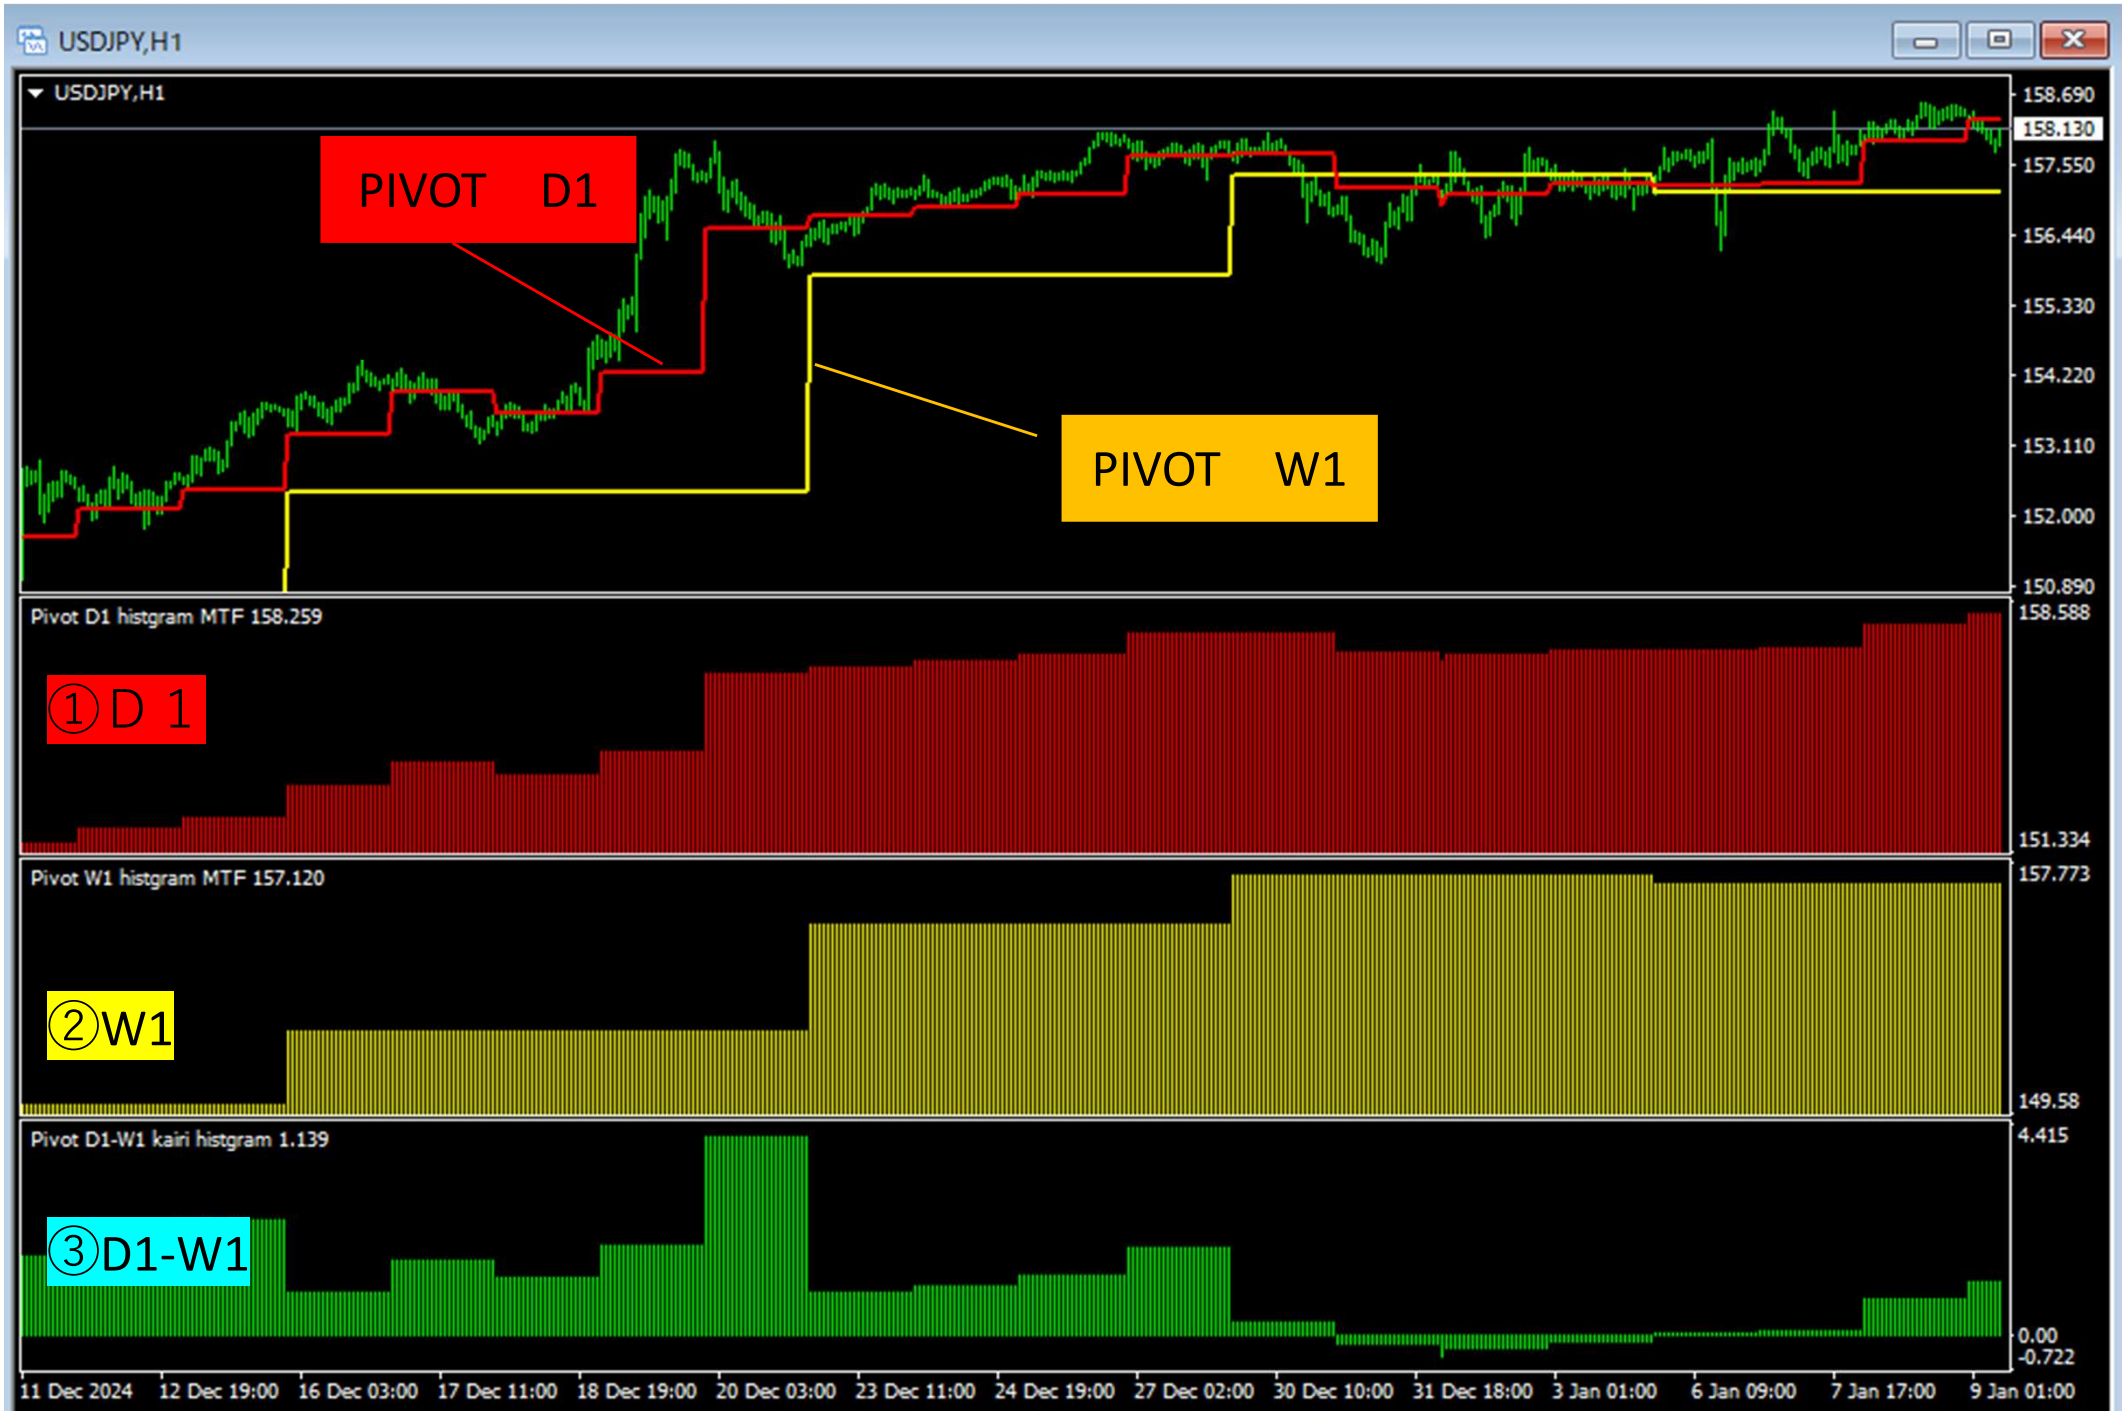 USDJPY,H1
USDJPY,H1
158.690
158.130
PIVOT D1
157.550
156.440
155.330
154.220
PIVOT W1
153.110
152.000
150.890
Pivot D1 histgram MTF 158.259
158.588
①D 1
151.334
Pivot W1 histgram MTF 157.120
157.773
②W1
149.58
Pivot D1-W1 kairi histgram 1.139
4.415
③D1-W1
0.00
-0.722
11 Dec 2024 12 Dec 19:00 16 Dec 03:00 17 Dec 11:00 18 Dec 19:00 20 Dec 03:00 23 Dec 11:00 24 Dec 19:00 27 Dec 02:00 30 Dec 10:00 31 Dec 18:00 3 Jan 01:00 6 Jan 09:00 7 Jan 17:00 9 Jan 01:00